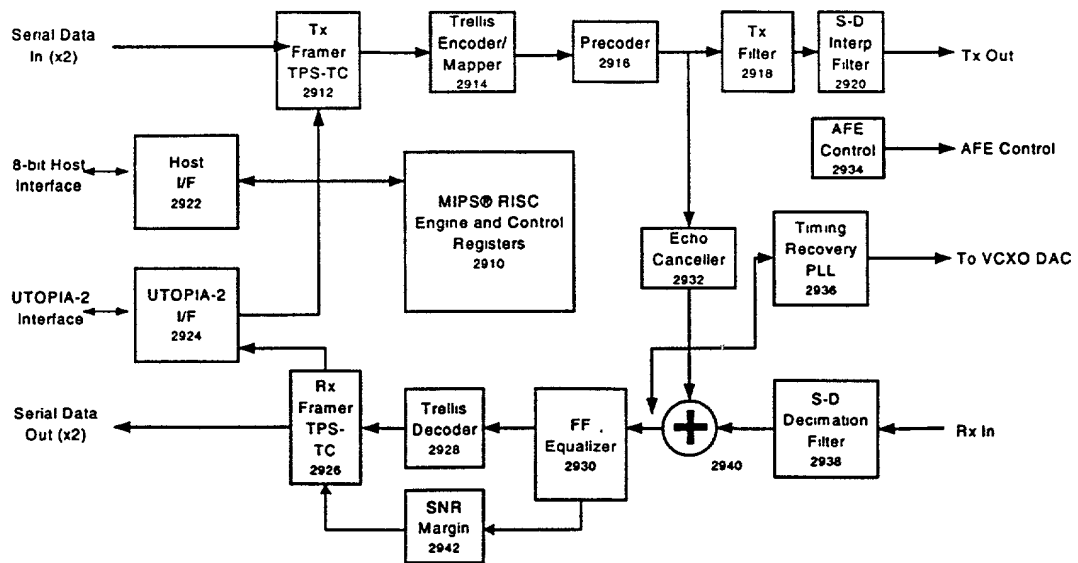 Serial Data
In (x2)
Tx
Framer
TPS-TC
2912
Trellis
Encoder/
Mapper
2914
Precoder
2916
Tx
Filter
2918
S-D
Interp
Filter
2920
Tx Out
AFE
Control
2934
AFE Control
8-bit Host
Interface
Host
I/F
2922
MIPS® RISC
Engine and Control
Registers
2910
Echo
Canceller
2932
Timing
Recovery
PLL
2936
To VCXO DAC
UTOPIA-2
Interface
UTOPIA-2
I/F
2924
Serial Data
Out (x2)
Rx
Framer
TPS-
TC
2926
Trellis
Decoder
2928
FF
Equalizer
2930
2940
S-D
Decimation
Filter
2938
Rx In
SNR
Margin
2942